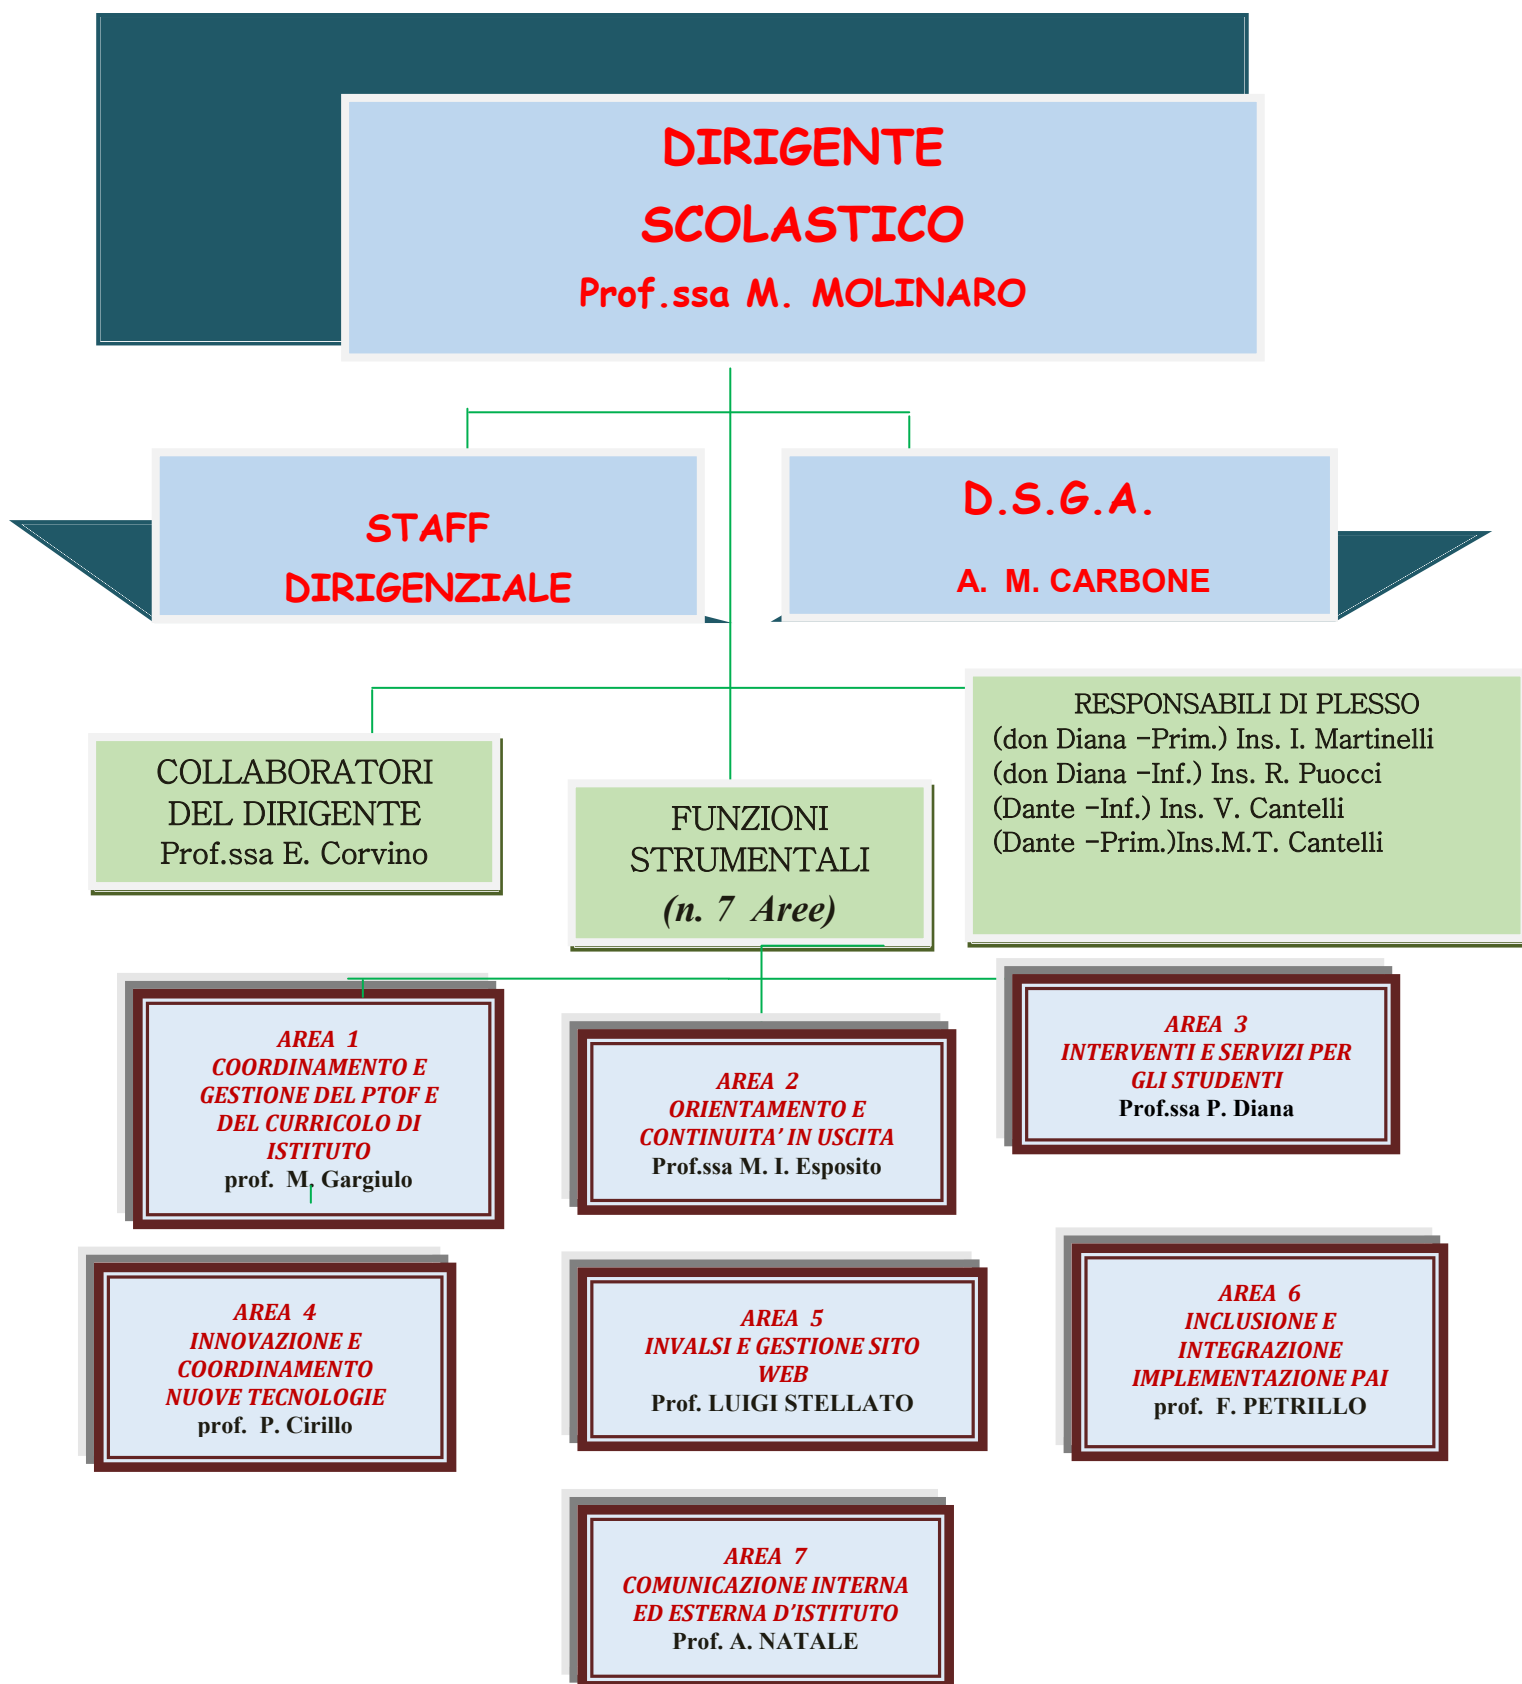 DIRIGENTE
SCOLASTICO
Prof.ssa M. MOLINARO
STAFF
DIRIGENZIALE
D.S.G.A.
A. M. CARBONE
COLLABORATORI
DEL DIRIGENTE
Prof.ssa E. Corvino
FUNZIONI
STRUMENTALI
(n. 7 Aree)
RESPONSABILI DI PLESSO
(don Diana -Prim.) Ins. I. Martinelli
(don Diana -Inf.) Ins. R. Puocci
(Dante -Inf.) Ins. V. Cantelli
(Dante -Prim.)Ins.M.T. Cantelli
AREA 1
COORDINAMENTO E
GESTIONE DEL PTOF E
DEL CURRICOLO DI
ISTITUTO
prof. M. Gargiulo
AREA 2
ORIENTAMENTO E
CONTINUITA’ IN USCITA
Prof.ssa M. I. Esposito
AREA 3
INTERVENTI E SERVIZI PER
GLI STUDENTI
Prof.ssa P. Diana
AREA 4
INNOVAZIONE E
COORDINAMENTO
NUOVE TECNOLOGIE
prof. P. Cirillo
AREA 5
INVALSI E GESTIONE SITO
WEB
Prof. LUIGI STELLATO
AREA 6
INCLUSIONE E
INTEGRAZIONE
IMPLEMENTAZIONE PAI
prof. F. PETRILLO
AREA 7
COMUNICAZIONE INTERNA
ED ESTERNA D’ISTITUTO
Prof. A. NATALE